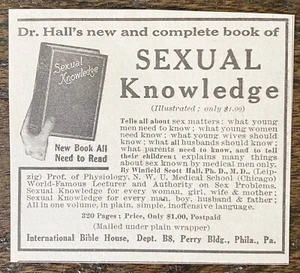 Dr. Hall's new and complete book of
SEXUAL
Knowledge
(Illustrated; only $1.00)
Sexual
Knowledge
New Book All
Need to Read
Tells all about sex matters; what young
men need to know; what young women
need know; what young wives should
know; what all husbands should know;
what parents need to know, and to tell
their children; explains many things
about sex known by medical men only.
By Winfield Scott Hall, Ph. D., M. D., (Leip-
zig) Prof. of Physiology, N. W. U. Medical School (Chicago)
World-Famous Lecturer and Authority on Sex Problems.
Sexual Knowledge for every woman, girl, wife & mother;
Sexual Knowledge for every man, boy, husband & father;
All in one volume, in plain, simple, inoffensive language.
320 Pages; Price, Only $1.00, Postpaid
(Mailed under plain wrapper)
International Bible House, Dept. B8, Perry Bldg., Phila., Pa.